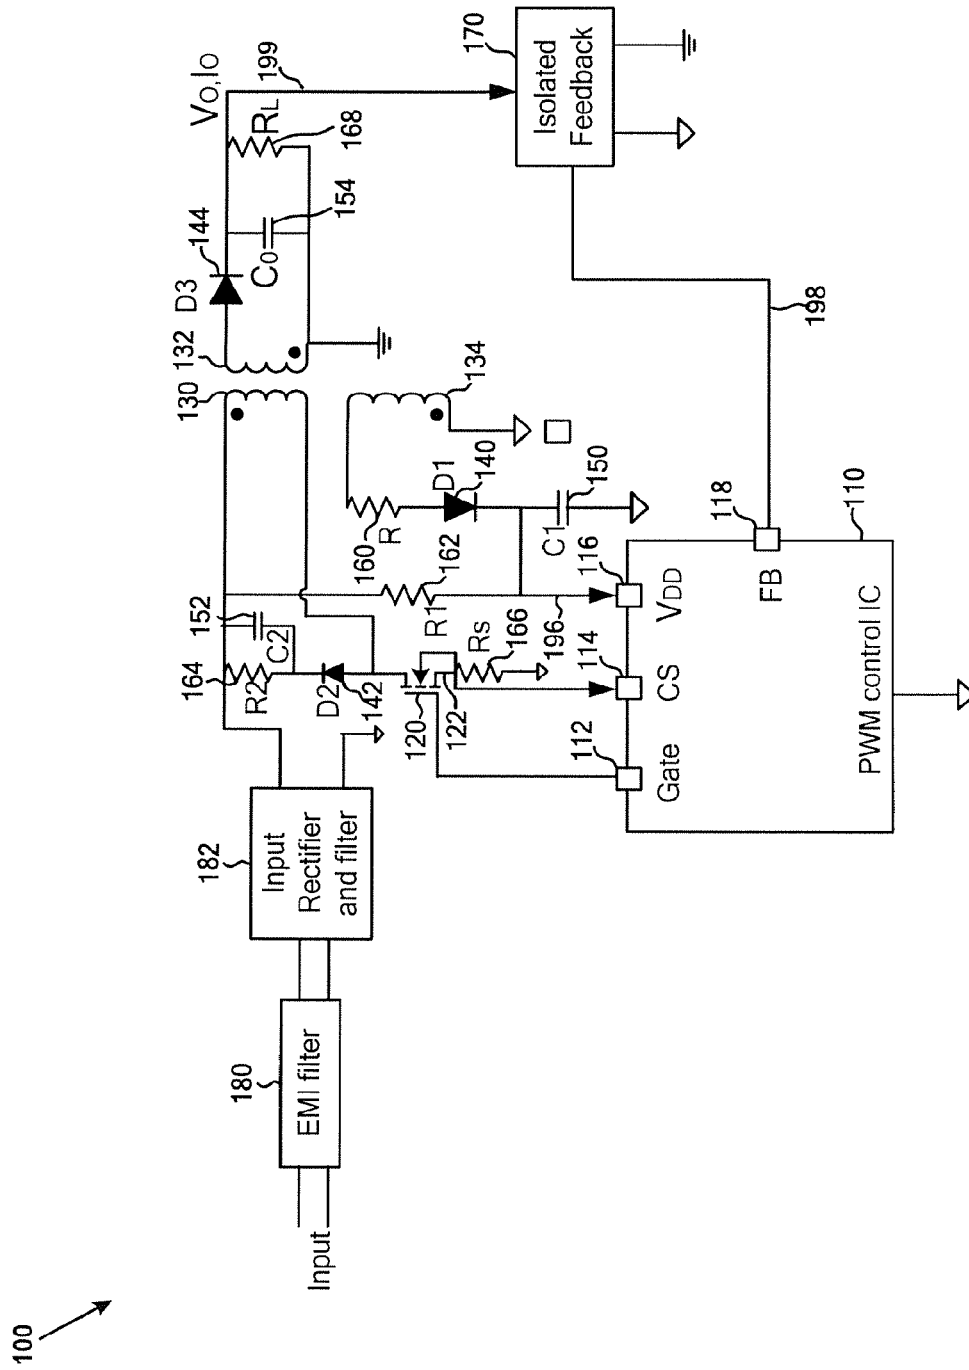 100
Input
180
EMI filter
182
Input
Rectifier
and filter
164
R2
152
C2
D2
142
120
122
Rs
166
R1
162
196
160
R
D1
140
C1
150
130
132
134
D3
144
C0
154
RL
168
Vo,Io
199
170
Isolated
Feedback
198
112
Gate
114
CS
116
VDD
118
FB
110
PWM control IC